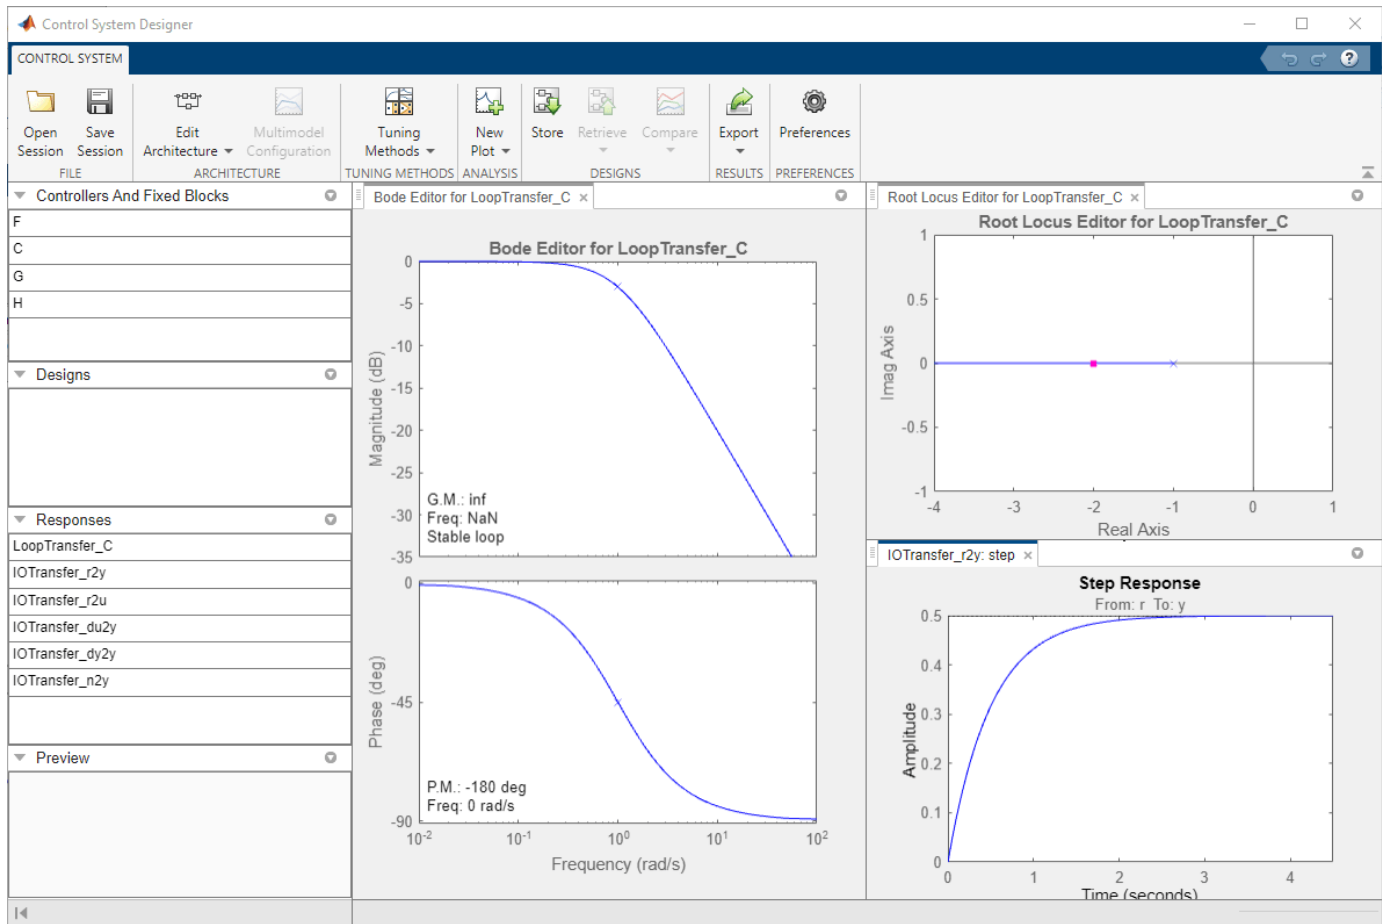 Control System Designer
CONTROL SYSTEM
?
Open Session
Save Session
Edit Architecture
Multimodel Configuration
Tuning Methods
New Plot
Store
Retrieve
Compare
Export
Preferences
FILE
ARCHITECTURE
TUNING METHODS
ANALYSIS
DESIGNS
RESULTS
PREFERENCES
Controllers And Fixed Blocks
F
C
G
H
Designs
Responses
LoopTransfer_C
IOTransfer_r2y
IOTransfer_r2u
IOTransfer_du2y
IOTransfer_dy2y
IOTransfer_n2y
Preview
Bode Editor for LoopTransfer_C
Bode Editor for LoopTransfer_C
Magnitude (dB)
0
-5
-10
-15
-20
-25
-30
-35
G.M.: inf
Freq: NaN
Stable loop
Phase (deg)
0
-45
-90
P.M.: -180 deg
Freq: 0 rad/s
10⁻² 10⁻¹ 10⁰ 10¹ 10²
Frequency (rad/s)
Root Locus Editor for LoopTransfer_C
Root Locus Editor for LoopTransfer_C
Imag Axis
1
0.5
0
-0.5
-1
-4 -3 -2 -1 0 1
Real Axis
IOTransfer_r2y: step
Step Response
From: r To: y
Amplitude
0.5
0.4
0.3
0.2
0.1
0
0 1 2 3 4
Time (seconds)